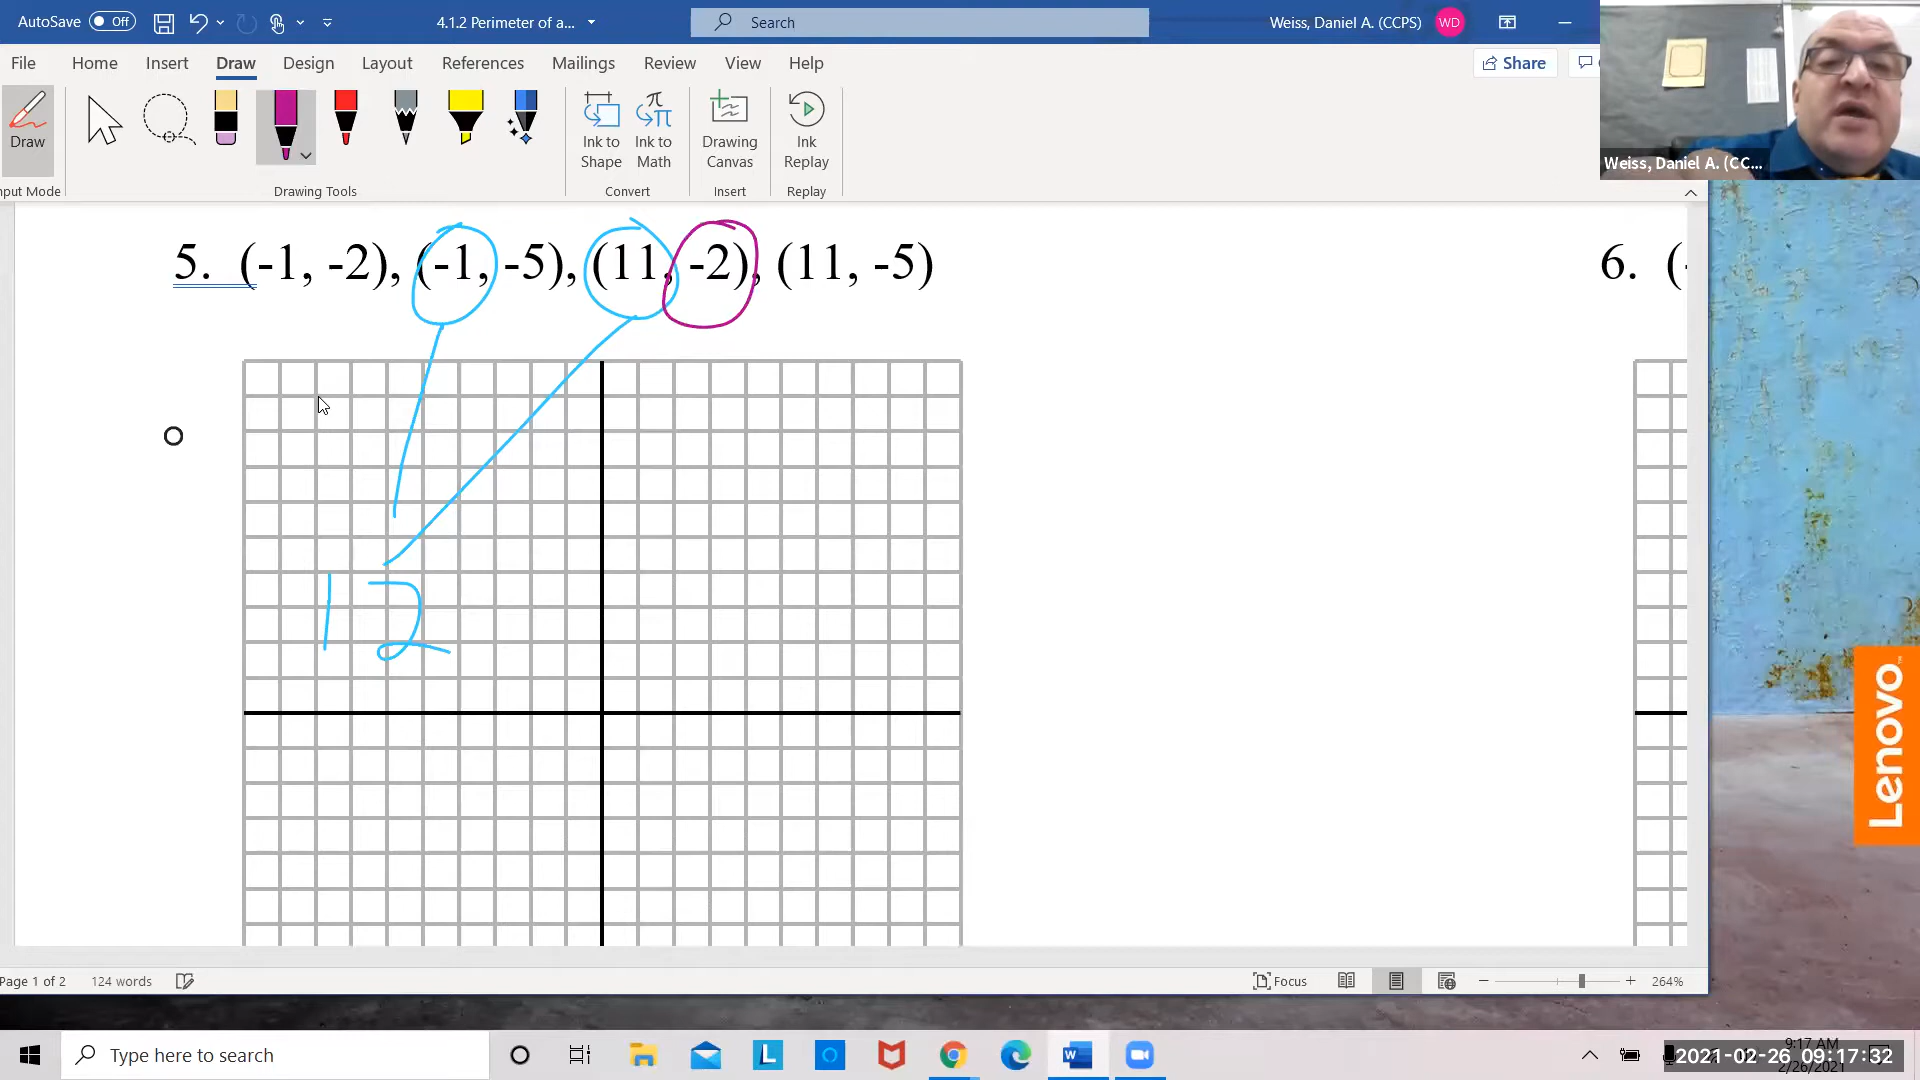 AutoSave Off 4.1.2 Perimeter of a... Search Weiss, Daniel A. (CCPS) WD
File Home Insert Draw Design Layout References Mailings Review View Help Share
Draw
Ink to Shape
Ink to Math
Drawing Canvas
Ink Replay
nput Mode Drawing Tools Convert Insert Replay
Weiss, Daniel A. (CC...
5. (-1, -2), (-1, -5), (11, -2), (11, -5)
6. (-
12
Lenovo
Page 1 of 2 124 words Focus 264%
Type here to search
9:17 AM
2021-02-26 09:17:32
2/26/2021